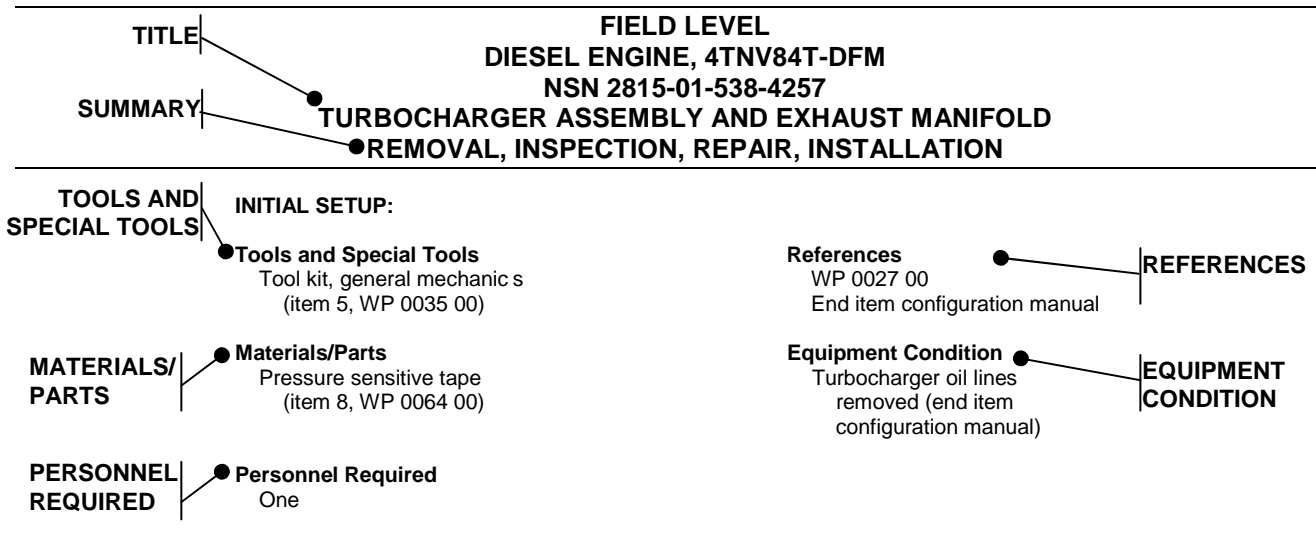 TITLE
FIELD LEVEL
DIESEL ENGINE, 4TNV84T-DFM
NSN 2815-01-538-4257
SUMMARY
TURBOCHARGER ASSEMBLY AND EXHAUST MANIFOLD
REMOVAL, INSPECTION, REPAIR, INSTALLATION
TOOLS AND
SPECIAL TOOLS
INITIAL SETUP:
Tools and Special Tools
Tool kit, general mechanic s
(item 5, WP 0035 00)
References
WP 0027 00
End item configuration manual
REFERENCES
MATERIALS/
PARTS
Materials/Parts
Pressure sensitive tape
(item 8, WP 0064 00)
Equipment Condition
Turbocharger oil lines
removed (end item
configuration manual)
EQUIPMENT
CONDITION
PERSONNEL
REQUIRED
Personnel Required
One